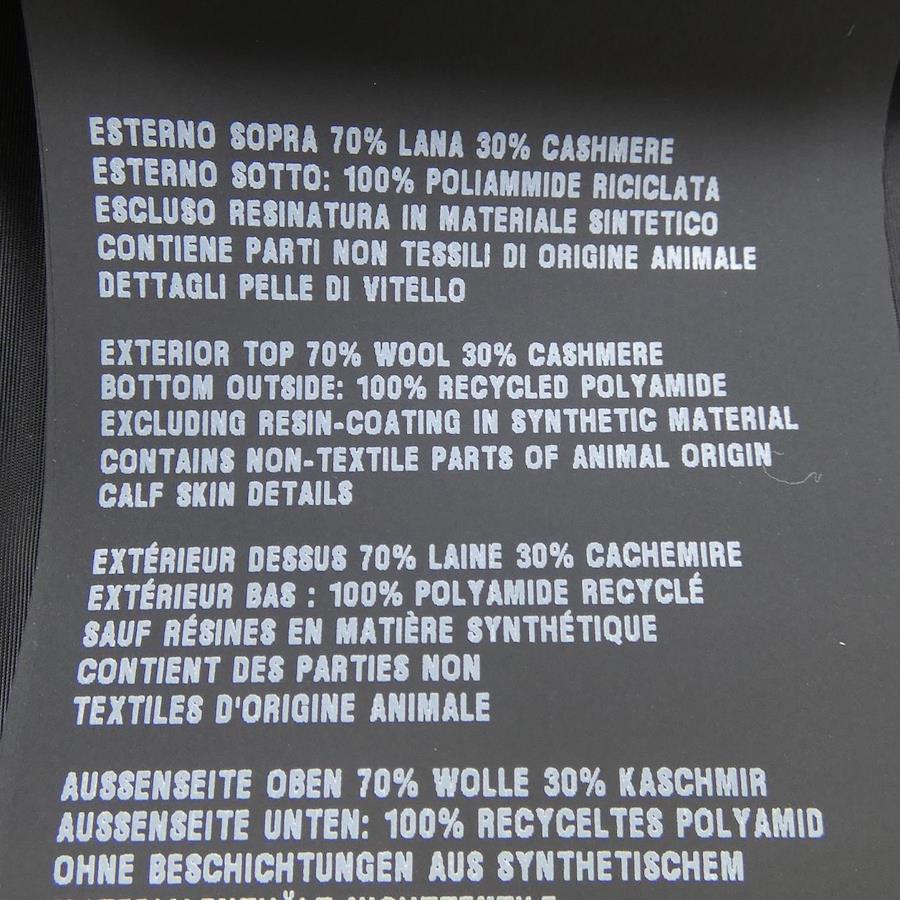 ESTERNO SOPRA 70% LANA 30% CASHMERE
ESTERNO SOTTO: 100% POLIAMMIDE RICICLATA
ESCLUSO RESINATURA IN MATERIALE SINTETICO
CONTIENE PARTI NON TESSILI DI ORIGINE ANIMALE
DETTAGLI PELLE DI VITELLO
EXTERIOR TOP 70% WOOL 30% CASHMERE
BOTTOM OUTSIDE: 100% RECYCLED POLYAMIDE
EXCLUDING RESIN-COATING IN SYNTHETIC MATERIAL
CONTAINS NON-TEXTILE PARTS OF ANIMAL ORIGIN
CALF SKIN DETAILS
EXTÉRIEUR DESSUS 70% LAINE 30% CACHEMIRE
EXTÉRIEUR BAS : 100% POLYAMIDE RECYCLÉ
SAUF RÉSINES EN MATIÈRE SYNTHÉTIQUE
CONTIENT DES PARTIES NON
TEXTILES D'ORIGINE ANIMALE
AUSSENSEITE OBEN 70% WOLLE 30% KASCHMIR
AUSSENSEITE UNTEN: 100% RECYCELTES POLYAMID
OHNE BESCHICHTUNGEN AUS SYNTHETISCHEM